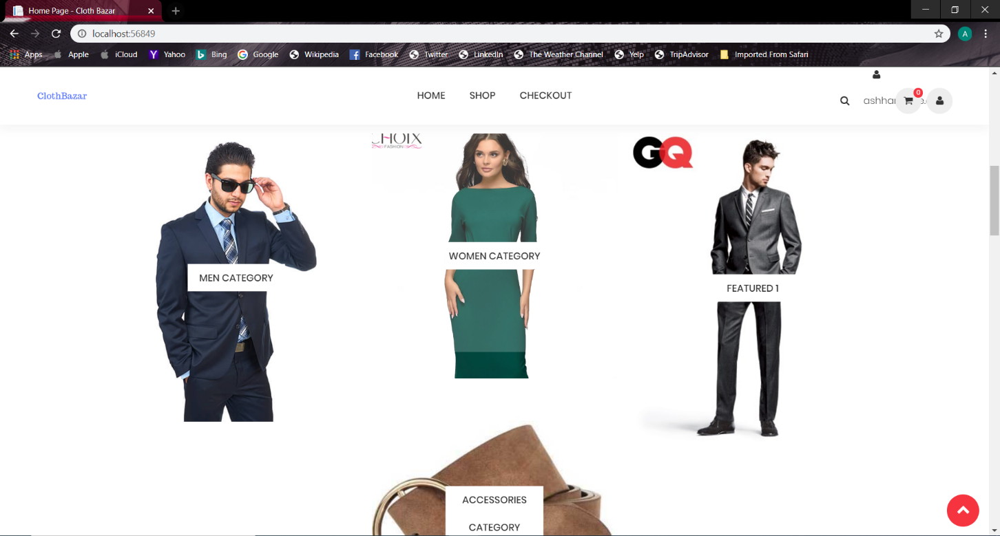 Home Page - Cloth Bazar
localhost:56849
A
Apps Apple iCloud Yahoo Bing Google Wikipedia Facebook Twitter LinkedIn The Weather Channel Yelp TripAdvisor Imported From Safari
ClothBazar
HOME SHOP CHECKOUT
0
CHOIX
FASHION
GQ
WOMEN CATEGORY
MEN CATEGORY
FEATURED 1
ACCESSORIES
CATEGORY